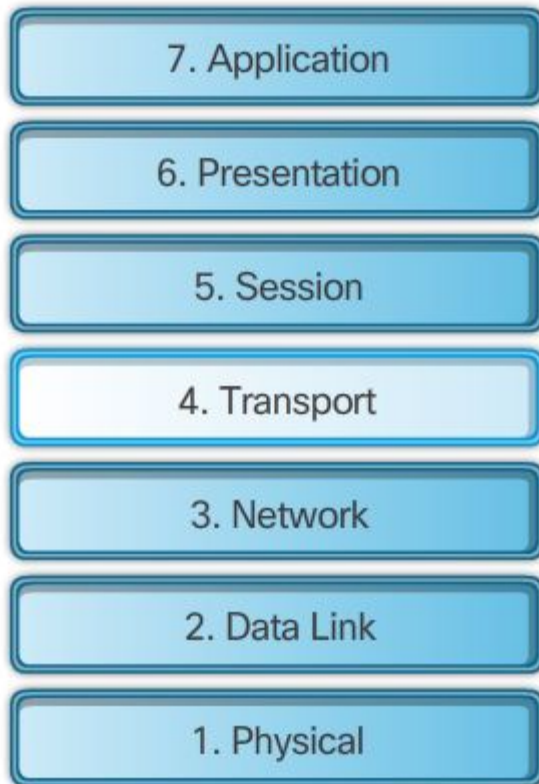 7. Application
6. Presentation
5. Session
4. Transport
3. Network
2. Data Link
1. Physical